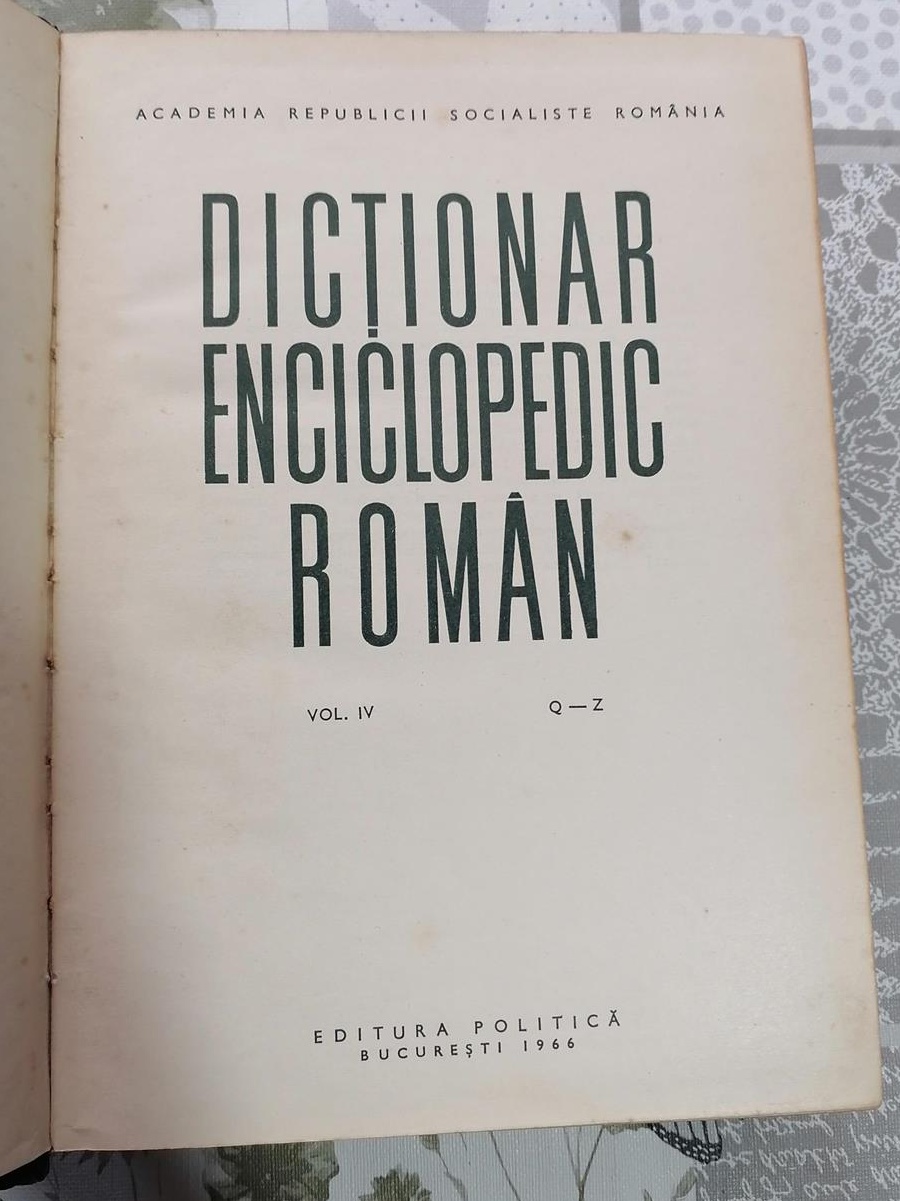 ACADEMIA REPUBLICII SOCIALISTE ROMÂNIA
DICȚIONAR
ENCICLOPEDIC
ROMÂN
VOL. IV Q — Z
EDITURA POLITICĂ
BUCUREȘTI 1966